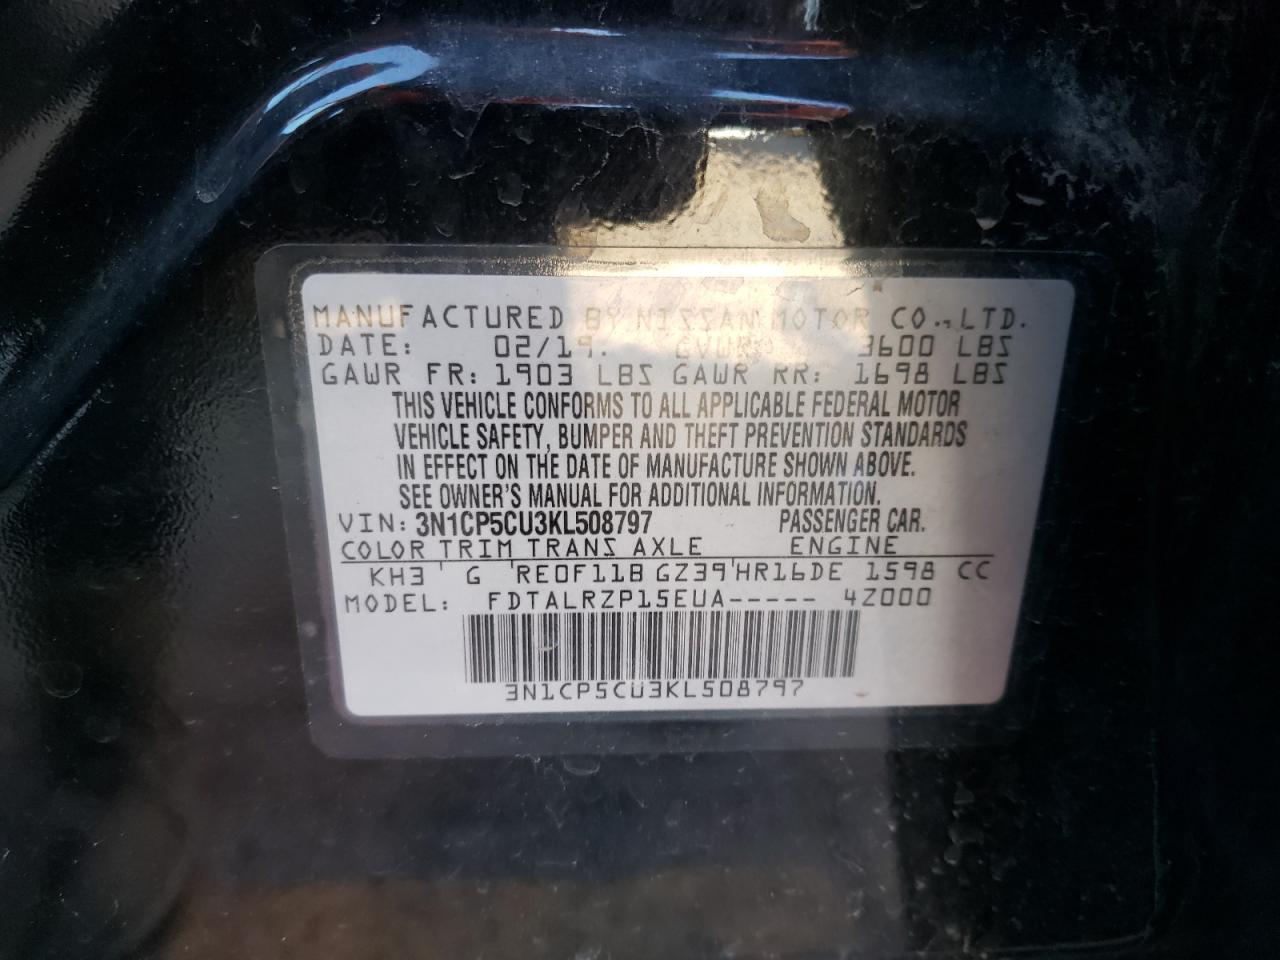 MANUFACTURED BY NISSAN MOTOR CO.,LTD.
DATE: 02/19. GVWR: 3600 LBS
GAWR FR: 1903 LBS GAWR RR: 1698 LBS
THIS VEHICLE CONFORMS TO ALL APPLICABLE FEDERAL MOTOR
VEHICLE SAFETY, BUMPER AND THEFT PREVENTION STANDARDS
IN EFFECT ON THE DATE OF MANUFACTURE SHOWN ABOVE.
SEE OWNER'S MANUAL FOR ADDITIONAL INFORMATION.
VIN: 3N1CP5CU3KL508797 PASSENGER CAR.
COLOR TRIM TRANS AXLE ENGINE
KH3 ' G ' RE0F11B GZ39 'HR16DE 1598 CC
MODEL: FDTALRZP15EUA----- 4Z000
3N1CP5CU3KL508797